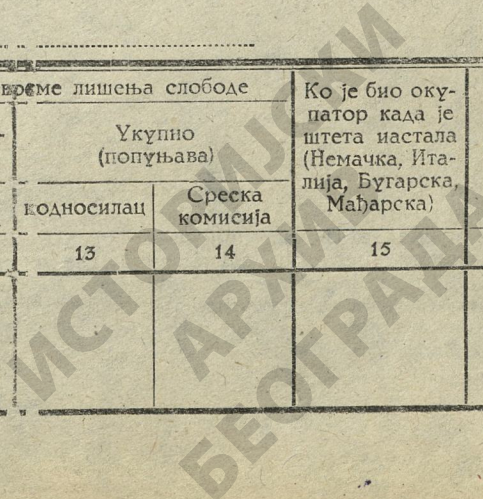 време лишења слободе
Укупно
(попуњава)
подносилац
Среска
комисија
Ко је био оку-
патор када је
штета настала
(Немачка, Ита-
лија, Бугарска,
Мађарска)
13
14
15
ИСТОРИЈСКИ
АРХИВ
БЕОГРАДА